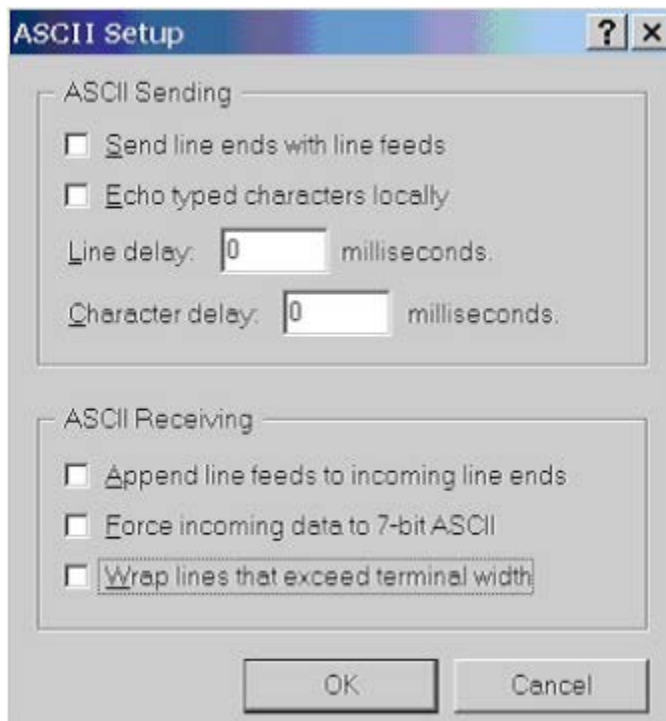 ASCII Setup
ASCII Sending
Send line ends with line feeds
Echo typed characters locally
Line delay: 0 milliseconds.
Character delay: 0 milliseconds.
ASCII Receiving
Append line feeds to incoming line ends
Force incoming data to 7-bit ASCII
Wrap lines that exceed terminal width
OK Cancel